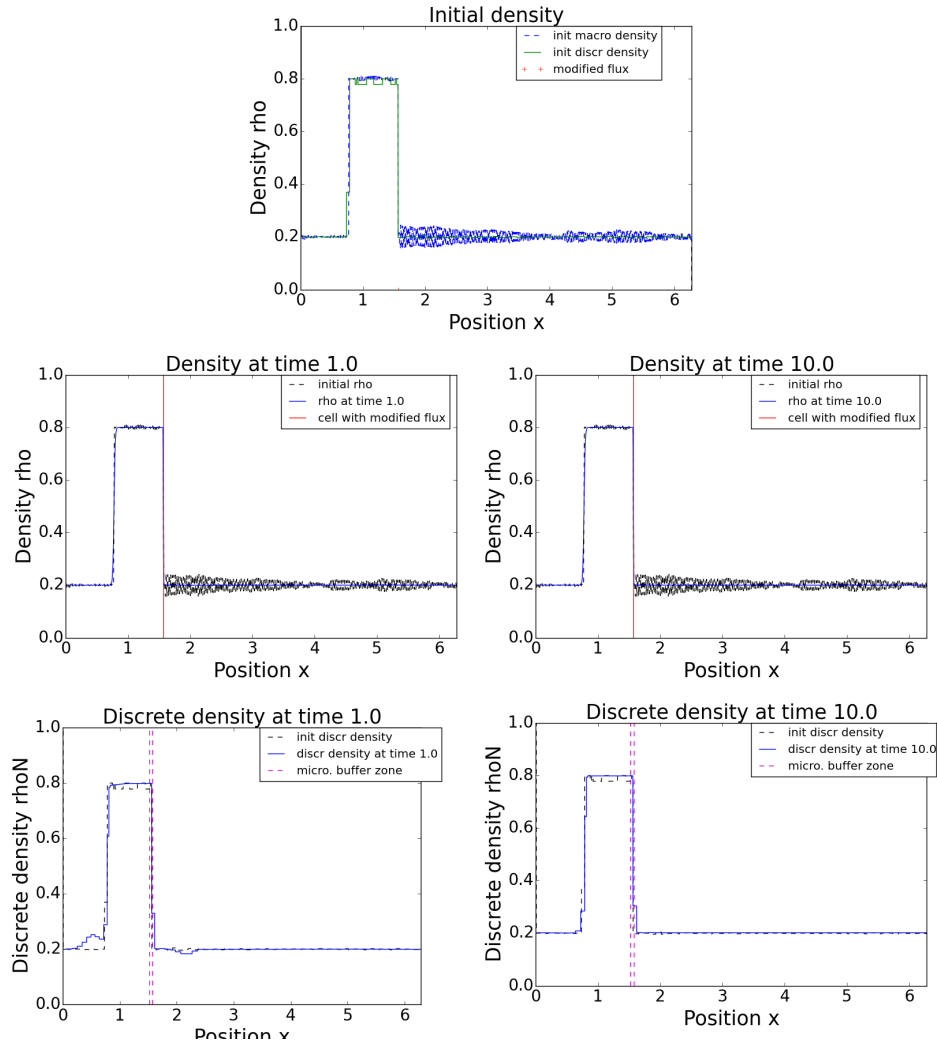 Initial density
1.0
0.8
0.6
0.4
0.2
0.0
Density rho
init macro density
init discr density
modified flux
0 1 2 3 4 5 6
Position x
Density at time 1.0
1.0
0.8
0.6
0.4
0.2
0.0
Density rho
initial rho
rho at time 1.0
cell with modified flux
0 1 2 3 4 5 6
Position x
Density at time 10.0
1.0
0.8
0.6
0.4
0.2
0.0
Density rho
initial rho
rho at time 10.0
cell with modified flux
0 1 2 3 4 5 6
Position x
Discrete density at time 1.0
1.0
0.8
0.6
0.4
0.2
0.0
Discrete density rhoN
init discr density
discr density at time 1.0
micro. buffer zone
0 1 2 3 4 5 6
Position x
Discrete density at time 10.0
1.0
0.8
0.6
0.4
0.2
0.0
Discrete density rhoN
init discr density
discr density at time 10.0
micro. buffer zone
0 1 2 3 4 5 6
Position x